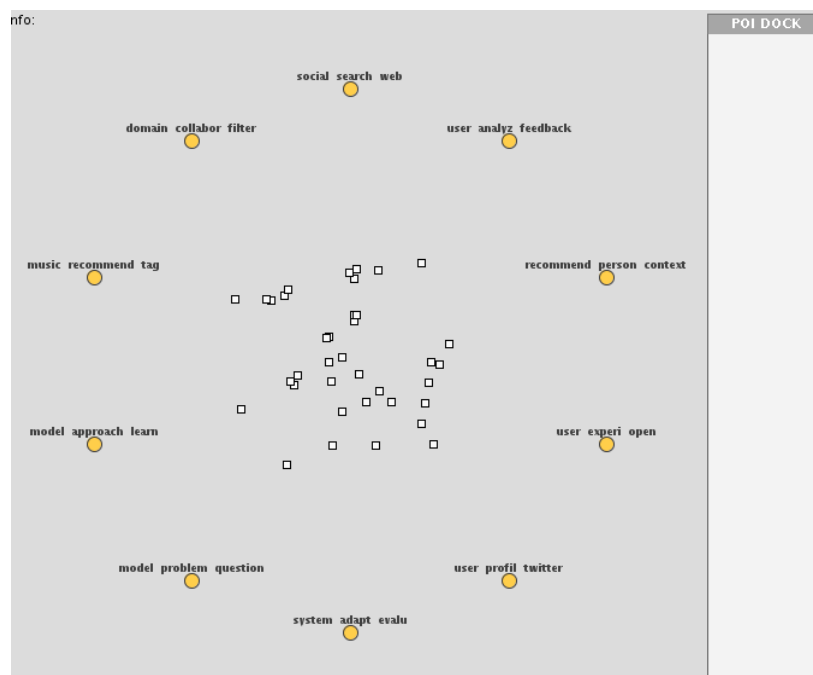 nfo:
POI DOCK
social search web
domain collabor filter
user analyz feedback
music recommend tag
recommend person context
model approach learn
user experi open
model problem question
user profil twitter
system adapt evalu